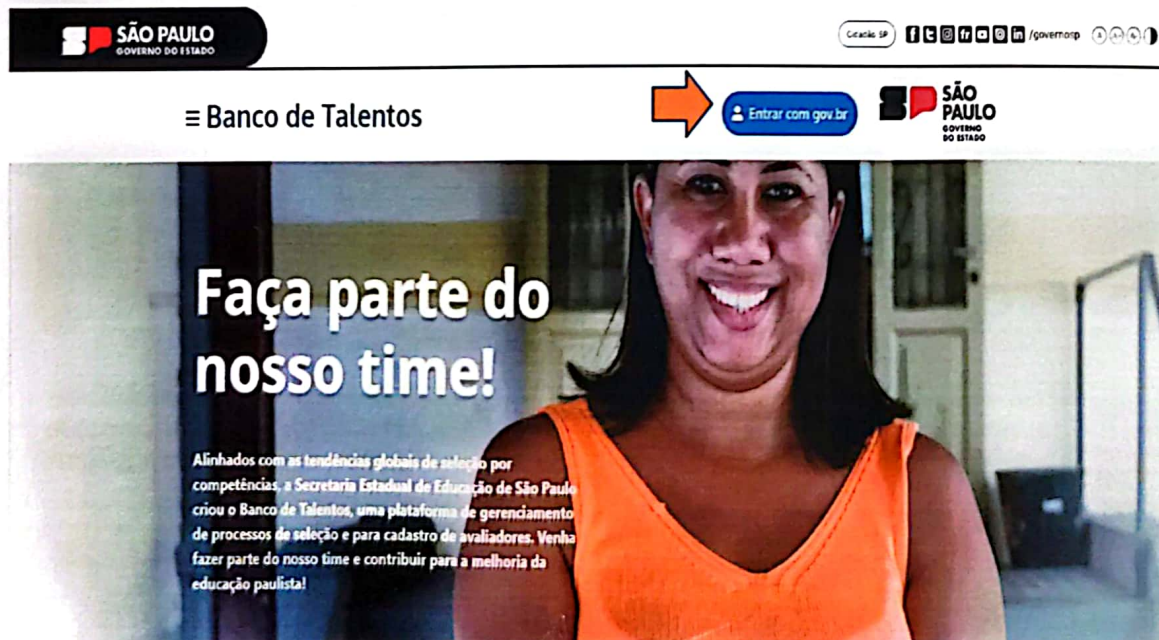 SÃO PAULO
GOVERNO DO ESTADO
Cidadão SP
/governosp
Banco de Talentos
Entrar com gov.br
SÃO
PAULO
GOVERNO
DO ESTADO
Faça parte do
nosso time!
Alinhados com as tendências globais de seleção por
competências, a Secretaria Estadual de Educação de São Paulo
criou o Banco de Talentos, uma plataforma de gerenciamento
de processos de seleção e para cadastro de avaliadores. Venha
fazer parte do nosso time e contribuir para a melhoria da
educação paulista!